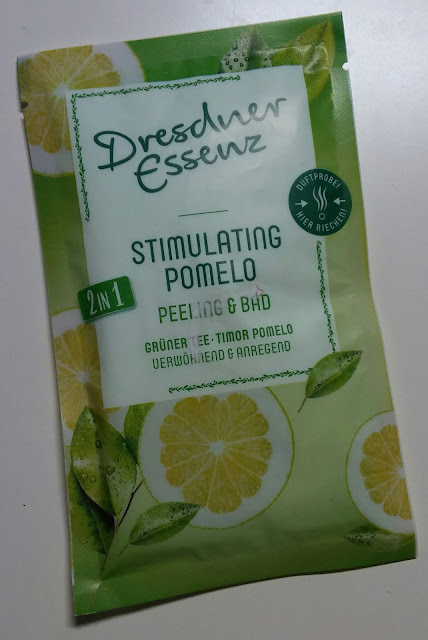 Dresdner
Essenz
DUFTPROBE!
HIER RIECHEN!
STIMULATING
POMELO
2 IN 1
PEELING & BAD
GRÜNER TEE · TIMOR POMELO
VERWÖHNEND & ANREGEND